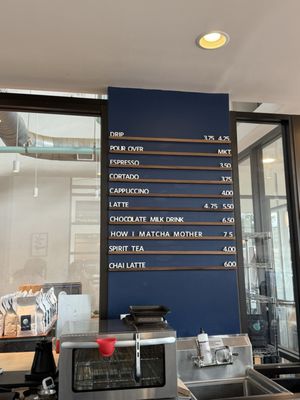 DRIP 3.75 4.25
POUR OVER MKT
ESPRESSO 3.50
CORTADO 3.75
CAPPUCCINO 4.00
LATTE 4.75 5.50
CHOCOLATE MILK DRINK 6.50
HOW I MATCHA MOTHER 7.5
SPIRIT TEA 4.00
CHAI LATTE 6.00